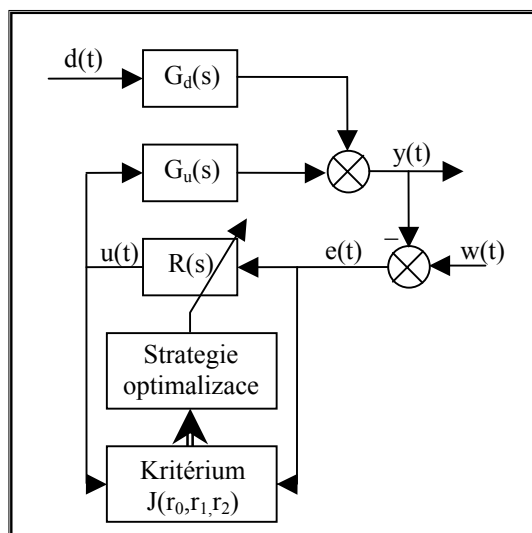 d(t)
G_d(s)
G_u(s)
y(t)
u(t)
R(s)
e(t)
–
w(t)
Strategie
optimalizace
Kritérium
J(r_0,r_1,r_2)